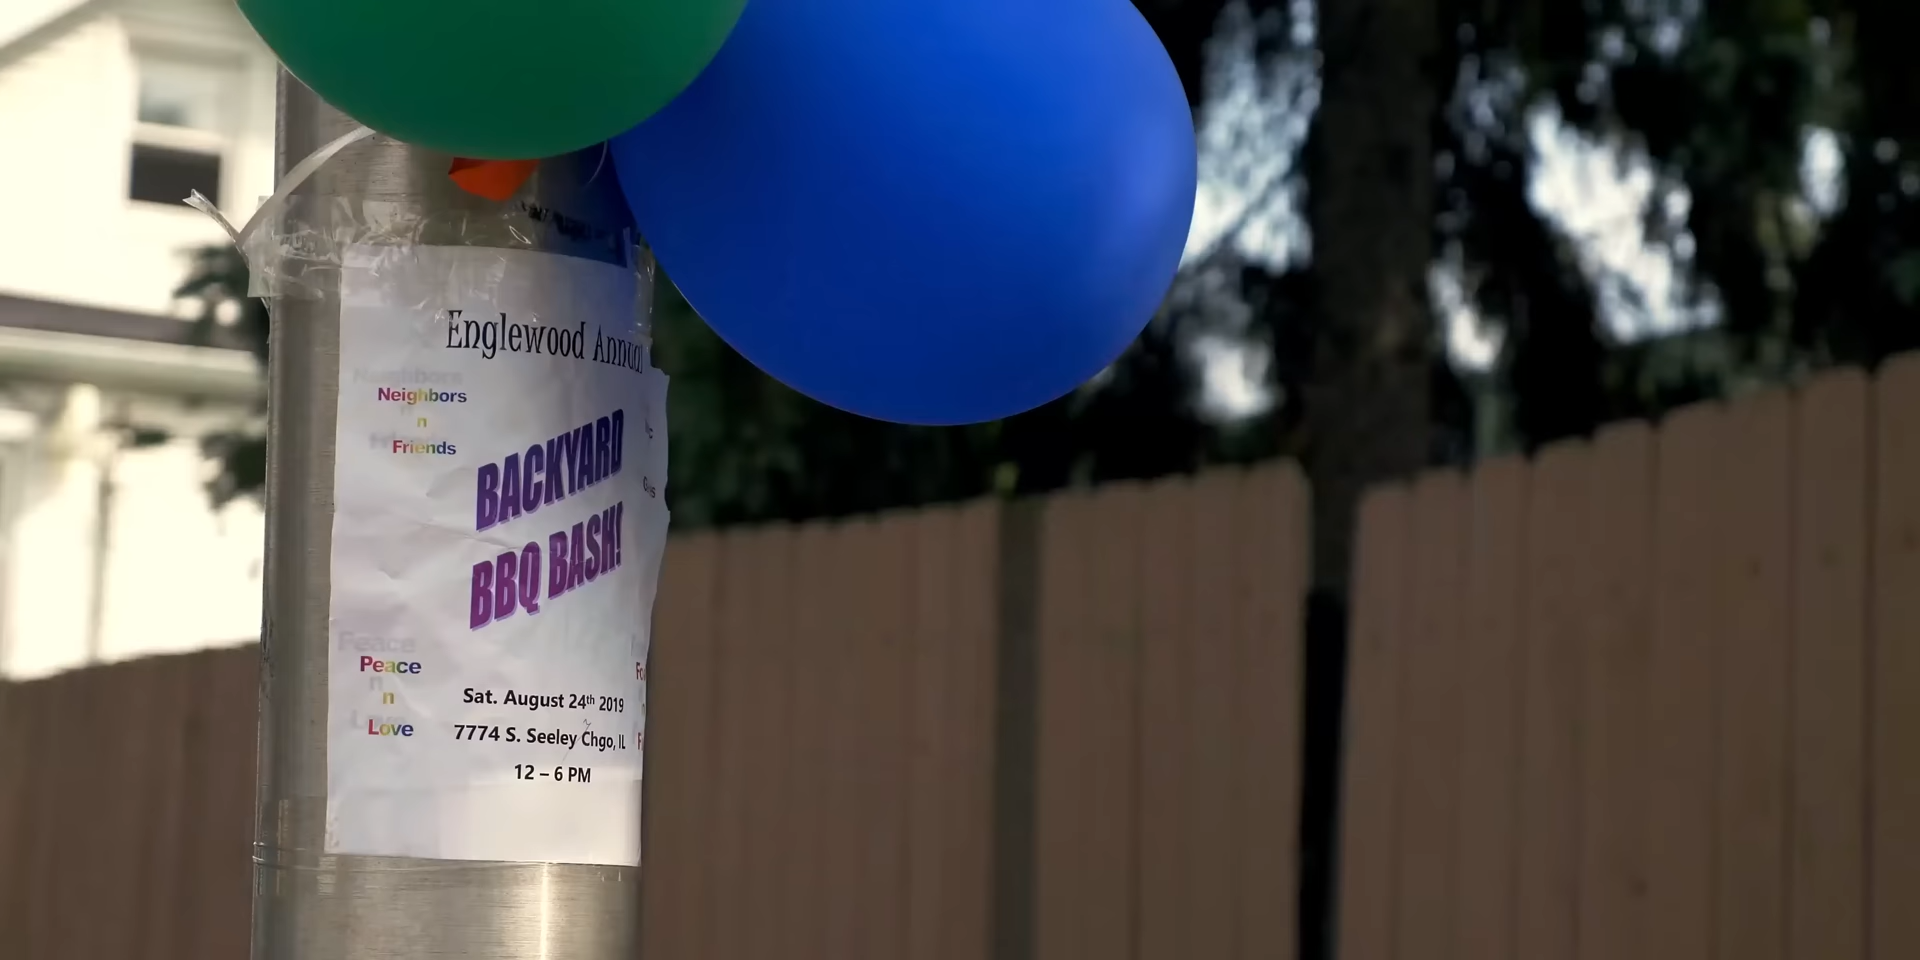 Englewood Annual
Neighbors
n
Friends
BACKYARD
BBQ BASH!
Peace
n
Love
Sat. August 24th 2019
7774 S. Seeley Chgo, IL
12 – 6 PM